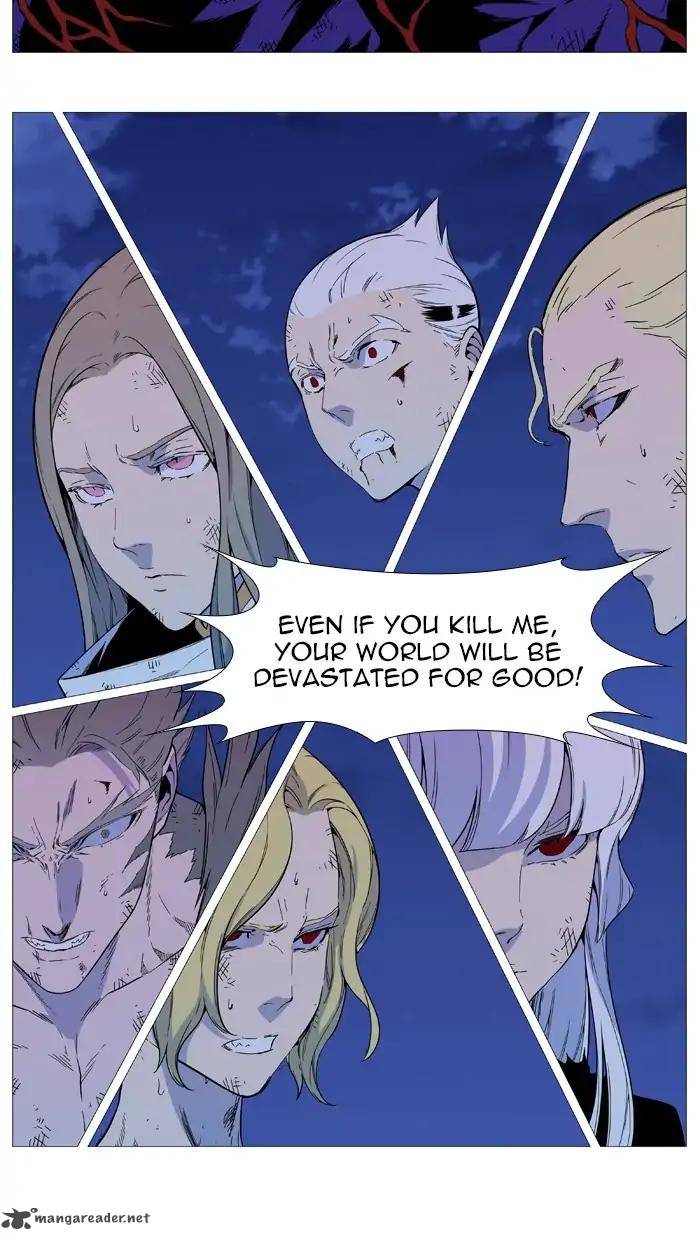 EVEN IF YOU KILL ME,
YOUR WORLD WILL BE
DEVASTATED FOR GOOD!
mangareader.net